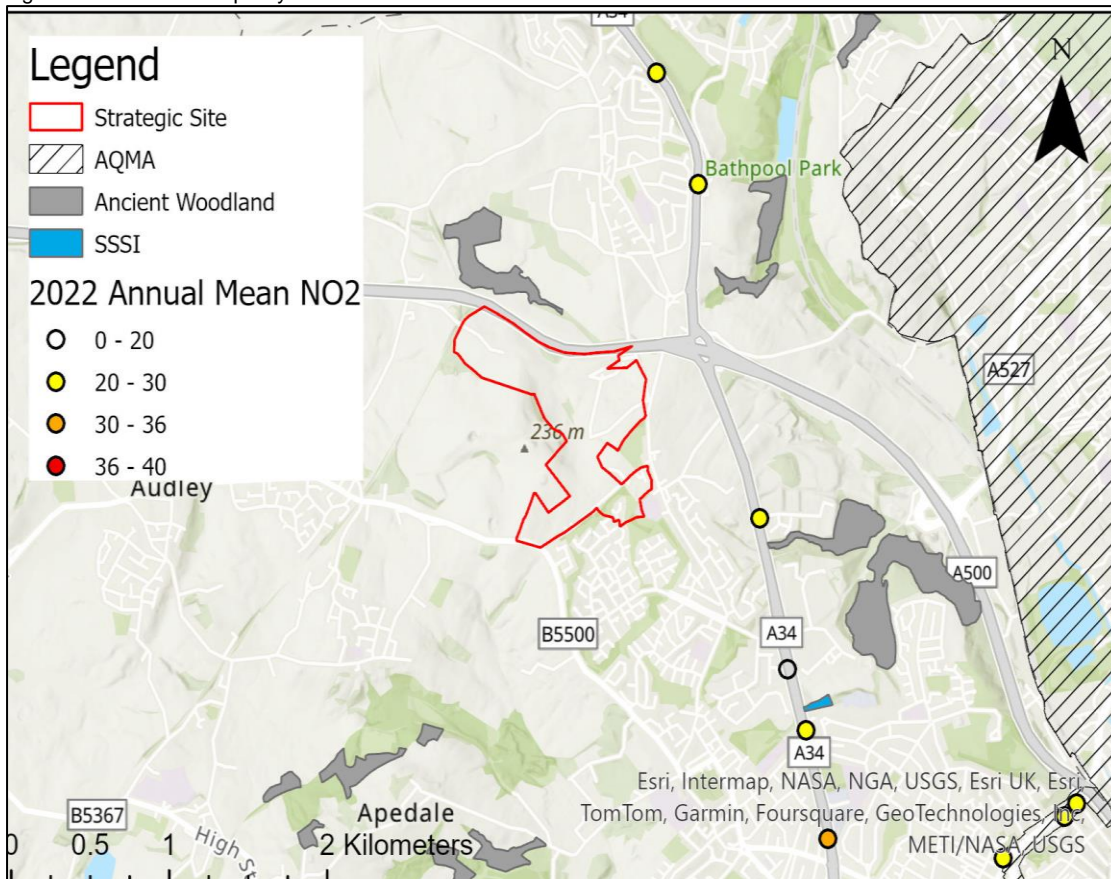 A34
Legend
N
Strategic Site
AQMA
Ancient Woodland
SSSI
2022 Annual Mean NO2
0 - 20
20 - 30
30 - 36
36 - 40
Bathpool Park
A527
236 m
Audley
A500
B5500
A34
A34
Esri, Intermap, NASA, NGA, USGS, Esri UK, Esri,
TomTom, Garmin, Foursquare, GeoTechnologies, Inc,
METI/NASA, USGS
B5367
Apedale
High St
0 0.5 1 2 Kilometers